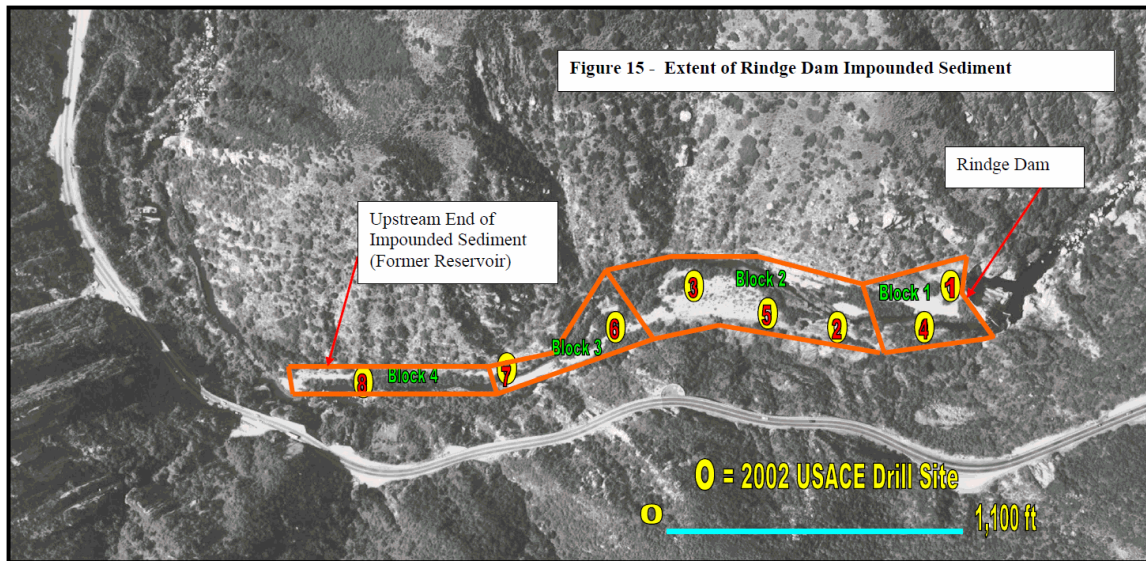 Figure 15 - Extent of Rindge Dam Impounded Sediment
Rindge Dam
Upstream End of
Impounded Sediment
(Former Reservoir)
Block 1
Block 2
Block 3
Block 4
1
3
5
2
4
6
7
8
O = 2002 USACE Drill Site
O
1,100 ft